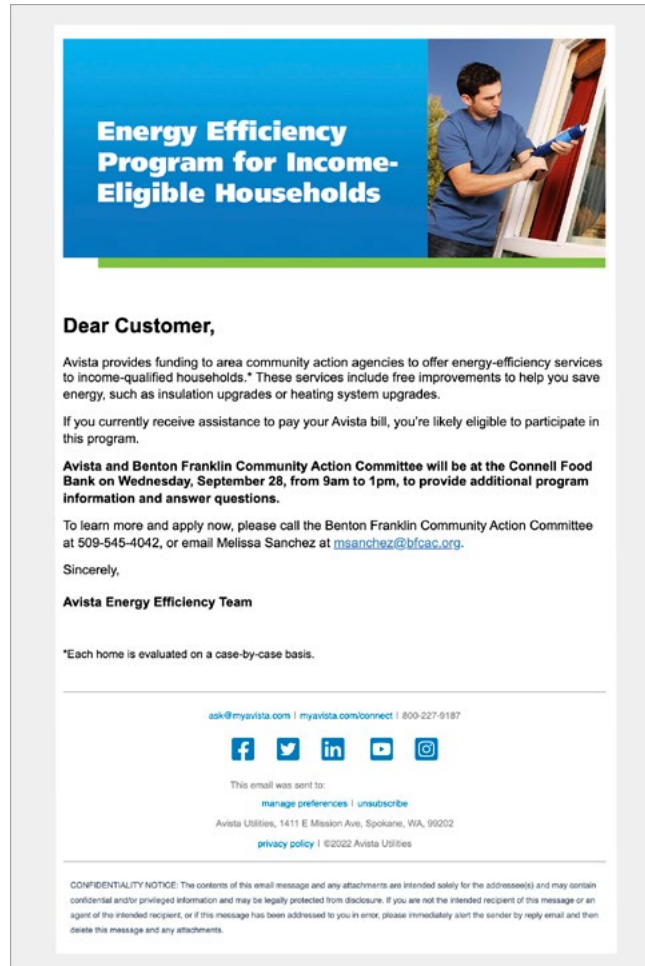 Energy Efficiency
Program for Income-
Eligible Households
Dear Customer,
Avista provides funding to area community action agencies to offer energy-efficiency services
to income-qualified households.* These services include free improvements to help you save
energy, such as insulation upgrades or heating system upgrades.
If you currently receive assistance to pay your Avista bill, you're likely eligible to participate in
this program.
Avista and Benton Franklin Community Action Committee will be at the Connell Food
Bank on Wednesday, September 28, from 9am to 1pm, to provide additional program
information and answer questions.
To learn more and apply now, please call the Benton Franklin Community Action Committee
at 509-545-4042, or email Melissa Sanchez at msanchez@bfcac.org.
Sincerely,
Avista Energy Efficiency Team
*Each home is evaluated on a case-by-case basis.
ask@myavista.com | myavista.com/connect | 800-227-9187
This email was sent to:
manage preferences | unsubscribe
Avista Utilities, 1411 E Mission Ave, Spokane, WA, 99202
privacy policy | ©2022 Avista Utilities
CONFIDENTIALITY NOTICE: The contents of this email message and any attachments are intended solely for the addressee(s) and may contain
confidential and/or privileged information and may be legally protected from disclosure. If you are not the intended recipient of this message or an
agent of the intended recipient, or if this message has been addressed to you in error, please immediately alert the sender by reply email and then
delete this message and any attachments.